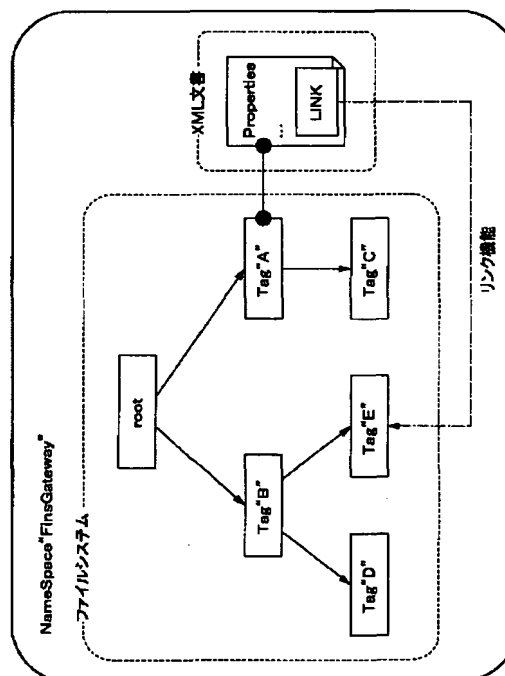 NameSpace"FinsGateway"
ファイルシステム
root
Tag"B"
Tag"A"
Tag"D"
Tag"E"
Tag"C"
XML文書
Properties
...
LINK
リンク機能